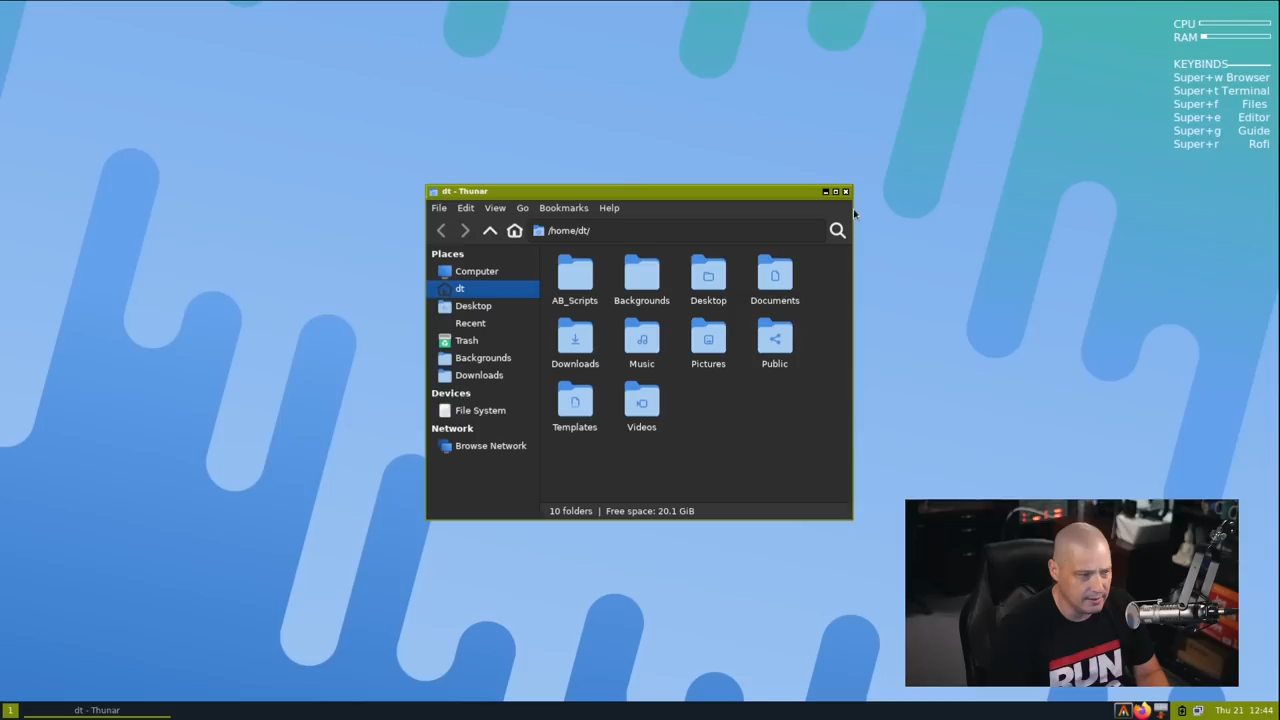 CPU
RAM
KEYBINDS
Super+w Browser
Super+t Terminal
Super+f Files
Super+e Editor
Super+g Guide
Super+r Rofi
dt - Thunar
File Edit View Go Bookmarks Help
/home/dt/
Places
Computer
dt
Desktop
Recent
Trash
Backgrounds
Downloads
Devices
File System
Network
Browse Network
AB_Scripts Backgrounds Desktop Documents
Downloads Music Pictures Public
Templates Videos
10 folders | Free space: 20.1 GiB
RUN
1 dt - Thunar Thu 21 12:44